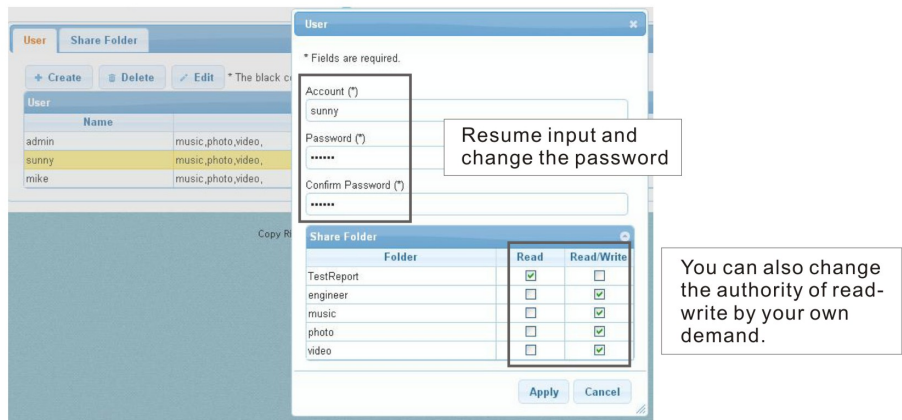 User    Share Folder
Create    Delete    Edit    * The black
User
Name
admin    music,photo,video,
sunny    music,photo,video,
mike    music,photo,video,
Copy
User
* Fields are required.
Account (*)
sunny
Password (*)
••••••
Confirm Password (*)
••••••
Share Folder
Folder    Read    Read/Write
TestReport
engineer
music
photo
video
Apply    Cancel
Resume input and
change the password
You can also change
the authority of read-
write by your own
demand.